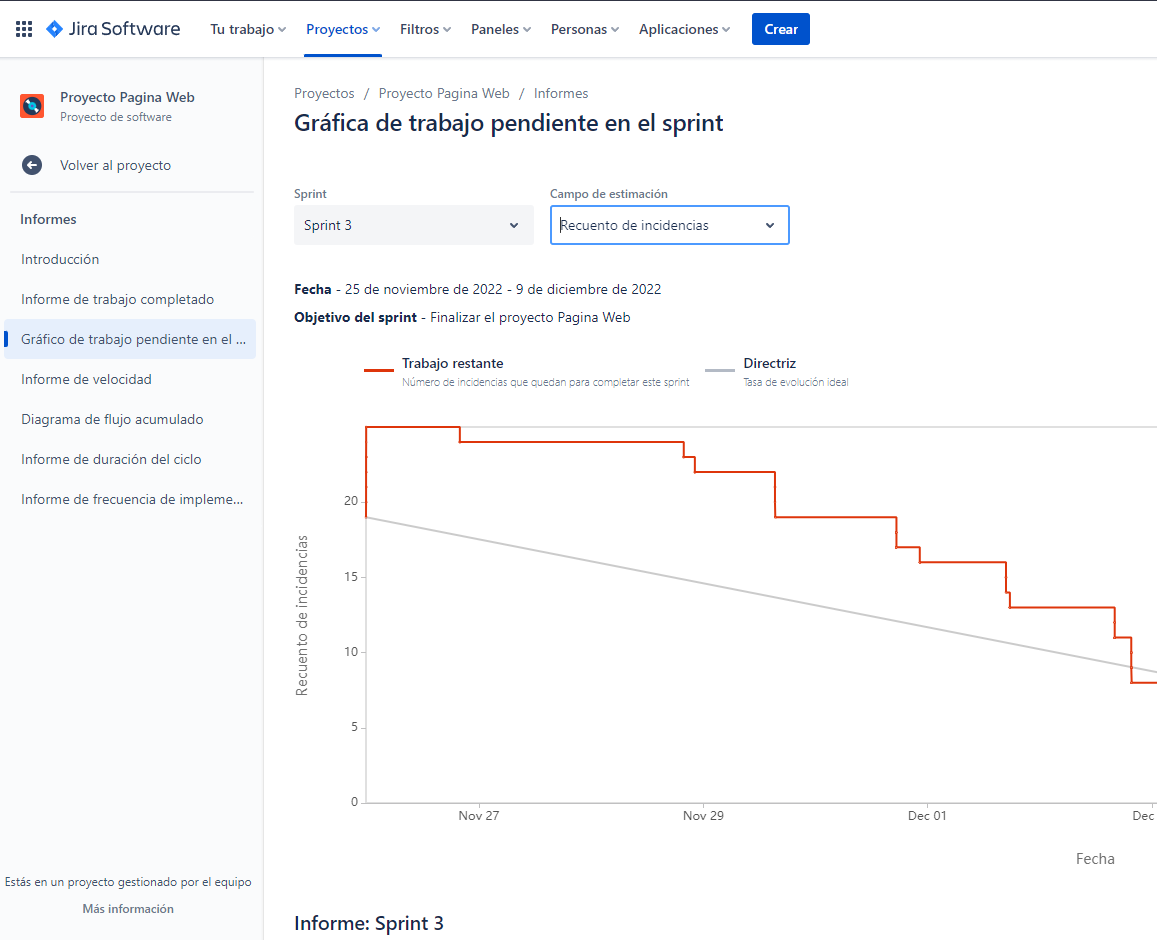 Jira Software Tu trabajo Proyectos Filtros Paneles Personas Aplicaciones Crear
Proyecto Pagina Web
Proyecto de software
Volver al proyecto
Informes
Introducción
Informe de trabajo completado
Gráfico de trabajo pendiente en el ...
Informe de velocidad
Diagrama de flujo acumulado
Informe de duración del ciclo
Informe de frecuencia de impleme...
Estás en un proyecto gestionado por el equipo
Más información
Proyectos / Proyecto Pagina Web / Informes
Gráfica de trabajo pendiente en el sprint
Sprint Campo de estimación
Sprint 3 Recuento de incidencias
Fecha - 25 de noviembre de 2022 - 9 de diciembre de 2022
Objetivo del sprint - Finalizar el proyecto Pagina Web
Trabajo restante Directriz
Número de incidencias que quedan para completar este sprint Tasa de evolución ideal
20
15
10
5
0
Recuento de incidencias
Nov 27 Nov 29 Dec 01 Dec
Fecha
Informe: Sprint 3